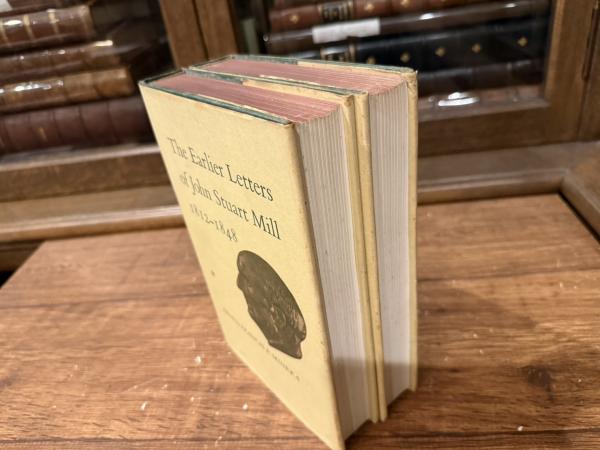 The Earlier Letters
of John Stuart Mill
1812–1848